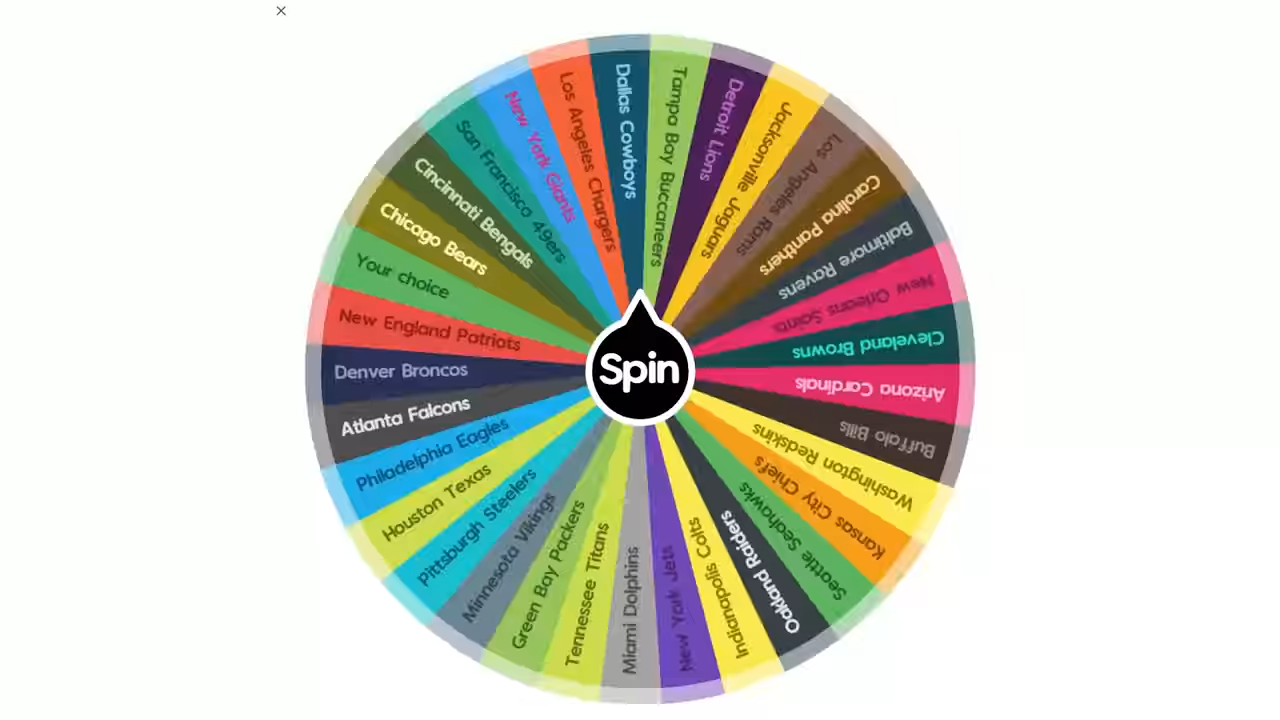 ×
Dallas Cowboys
Tampa Bay Buccaneers
Detroit Lions
Jacksonville Jaguars
Los Angeles Rams
Carolina Panthers
Baltimore Ravens
New Orleans Saints
Cleveland Browns
Arizona Cardinals
Buffalo Bills
Washington Redskins
Kansas City Chiefs
Seattle Seahawks
Oakland Raiders
Indianapolis Colts
New York Jets
Miami Dolphins
Tennessee Titans
Green Bay Packers
Minnesota Vikings
Pittsburgh Steelers
Houston Texas
Philadelphia Eagles
Atlanta Falcons
Denver Broncos
New England Patriots
Your choice
Chicago Bears
Cincinnati Bengals
San Francisco 49ers
New York Giants
Los Angeles Chargers
Spin